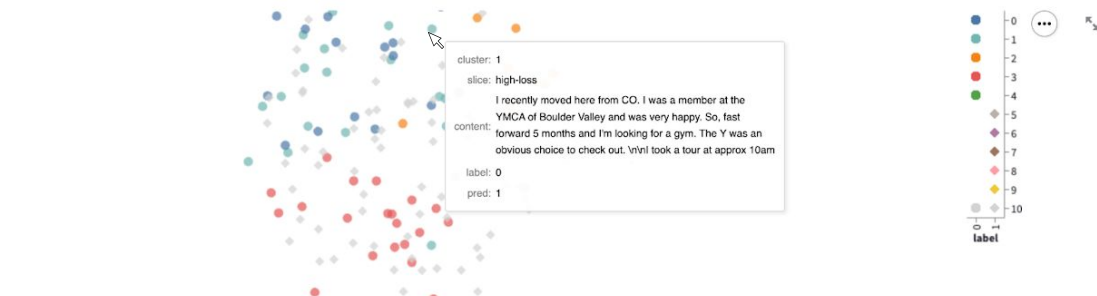 cluster: 1
slice: high-loss
I recently moved here from CO. I was a member at the
YMCA of Boulder Valley and was very happy. So, fast
content: forward 5 months and I'm looking for a gym. The Y was an
obvious choice to check out. \n\nI took a tour at approx 10am
label: 0
pred: 1
0
1
2
3
4
5
6
7
8
9
10
0 1
label